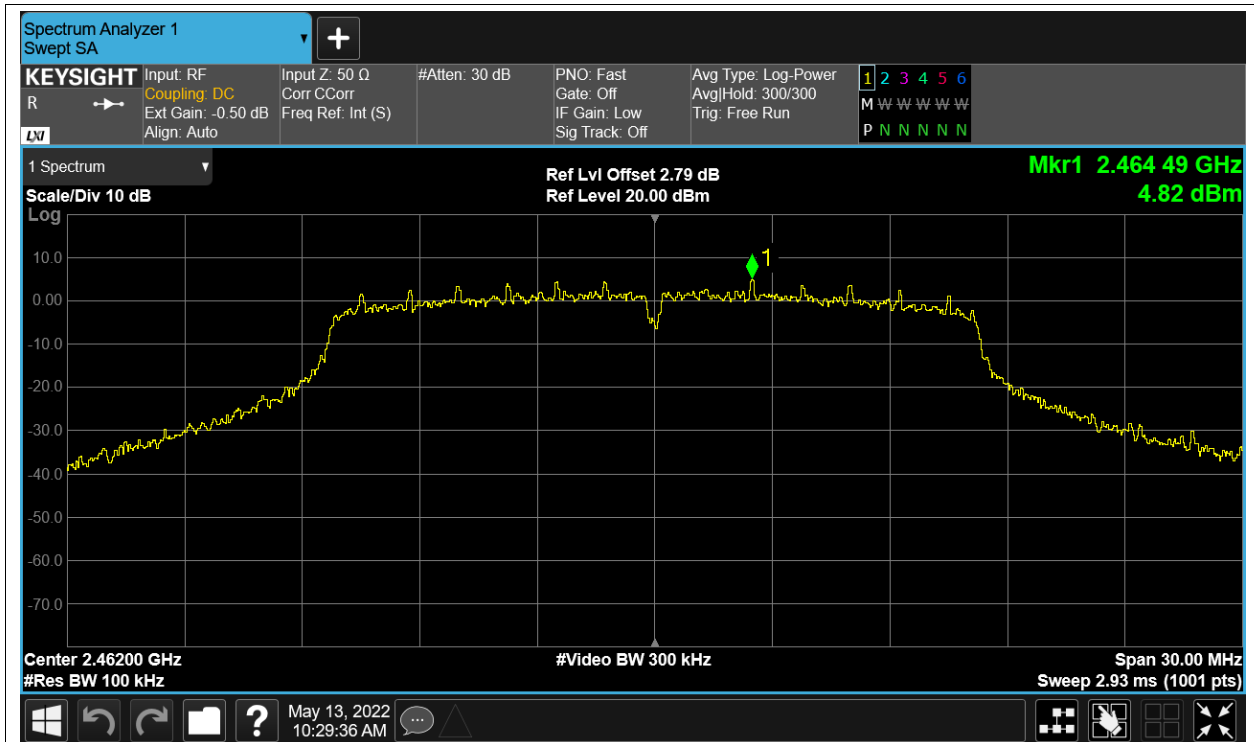 Spectrum Analyzer 1
Swept SA
KEYSIGHT
R
LXI
Input: RF
Coupling: DC
Ext Gain: -0.50 dB
Align: Auto
Input Z: 50 Ω
Corr CCorr
Freq Ref: Int (S)
#Atten: 30 dB
PNO: Fast
Gate: Off
IF Gain: Low
Sig Track: Off
Avg Type: Log-Power
Avg|Hold: 300/300
Trig: Free Run
1 2 3 4 5 6
M W W W W W
P N N N N N
1 Spectrum
Scale/Div 10 dB
Ref Lvl Offset 2.79 dB
Ref Level 20.00 dBm
Mkr1 2.464 49 GHz
4.82 dBm
Log
1
10.0
0.00
-10.0
-20.0
-30.0
-40.0
-50.0
-60.0
-70.0
Center 2.46200 GHz
#Video BW 300 kHz
Span 30.00 MHz
#Res BW 100 kHz
Sweep 2.93 ms (1001 pts)
?
May 13, 2022
10:29:36 AM